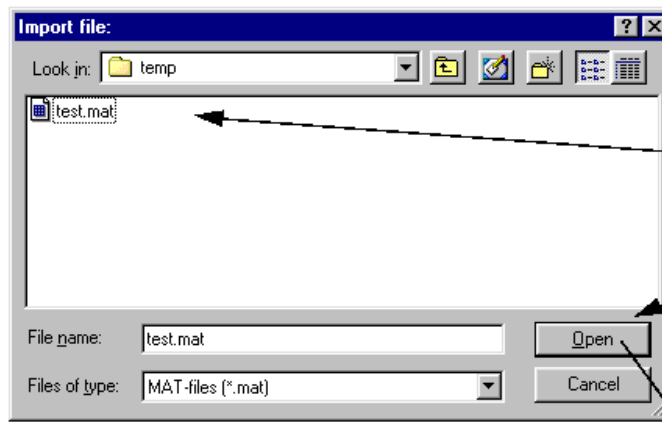 Import file:
Look in: temp
test.mat
File name: test.mat
Open
Files of type: MAT-files (*.mat)
Cancel